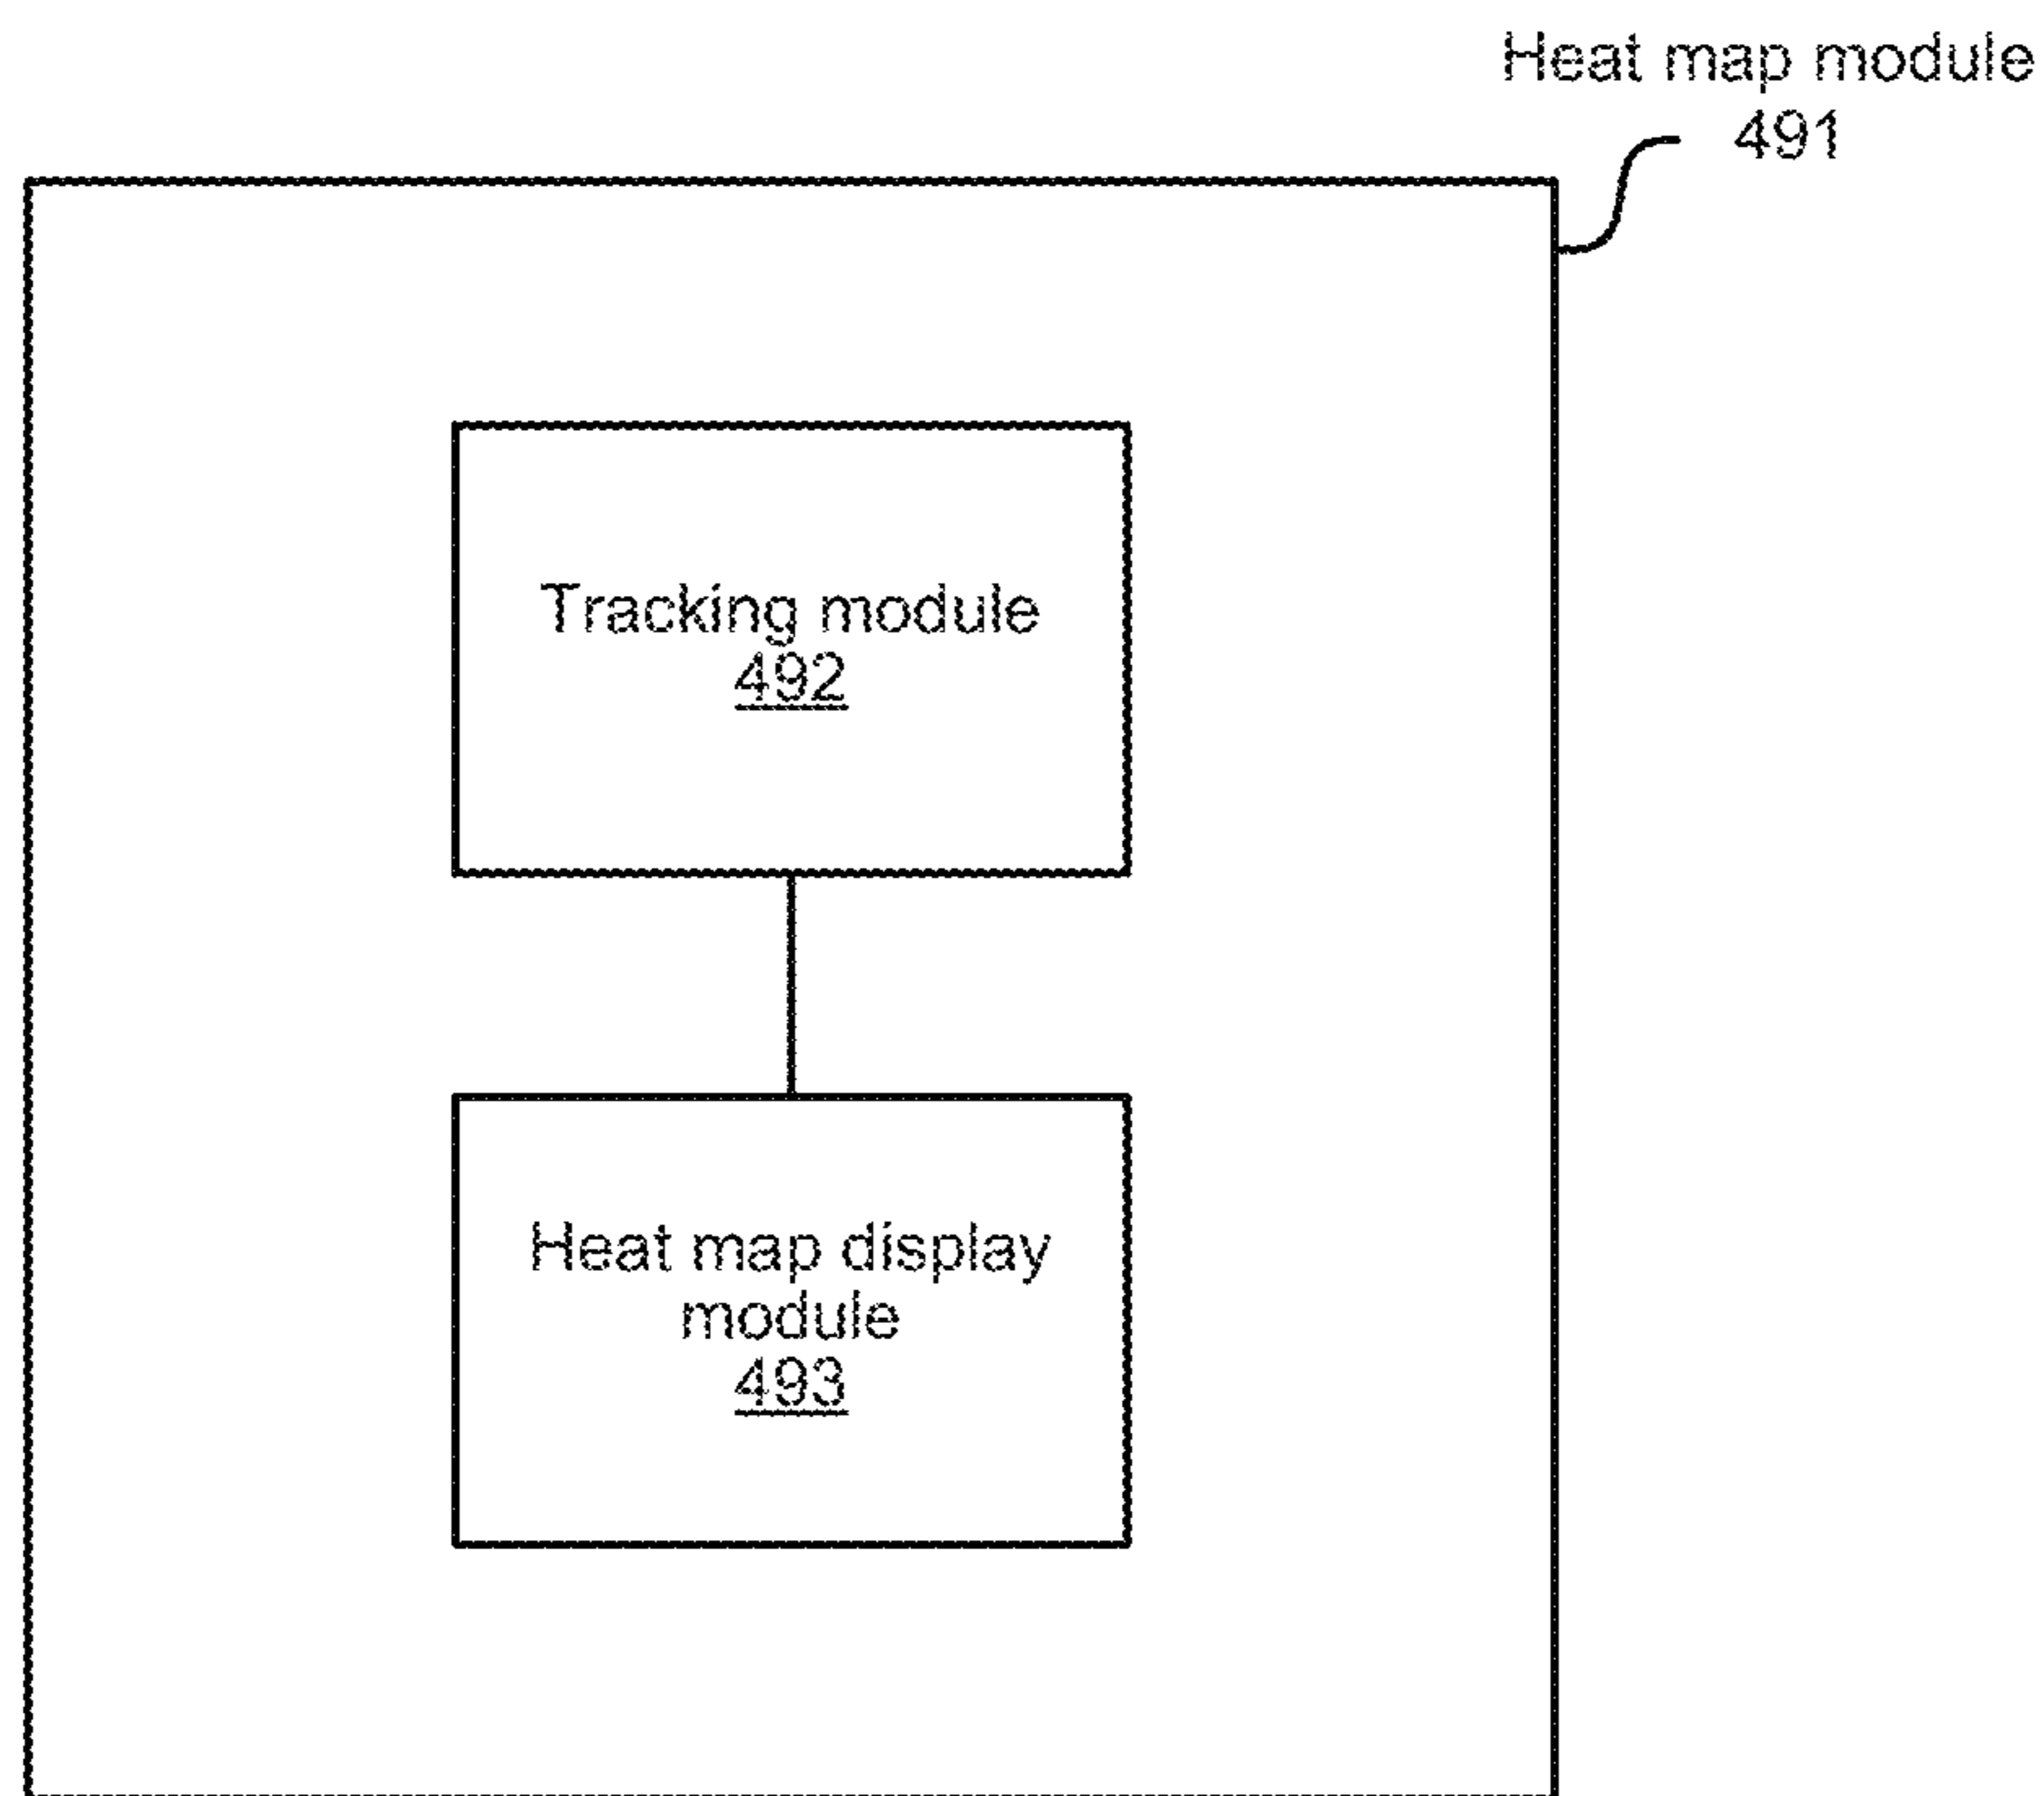 Heat map module
491
Tracking module
492
Heat map display
module
493